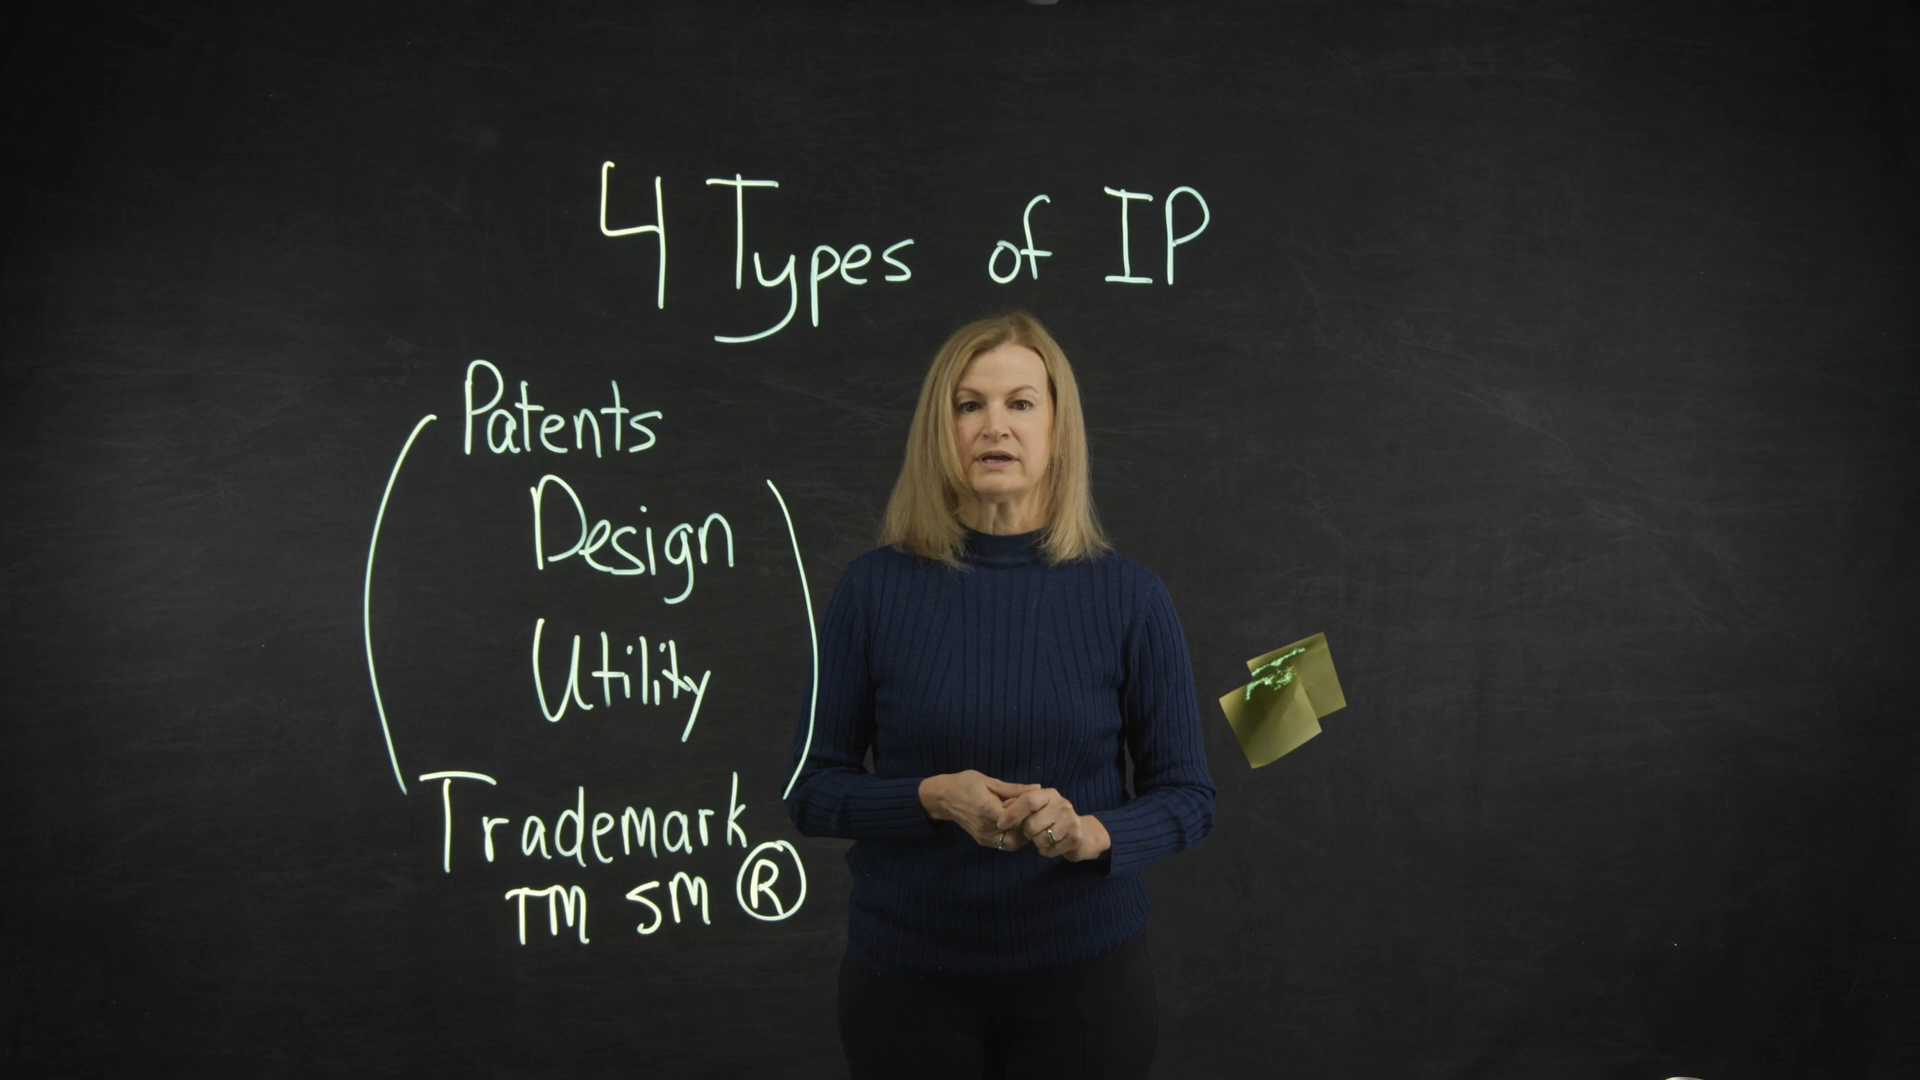 4 Types of IP
Patents
Design
Utility
Trademark
TM SM ®